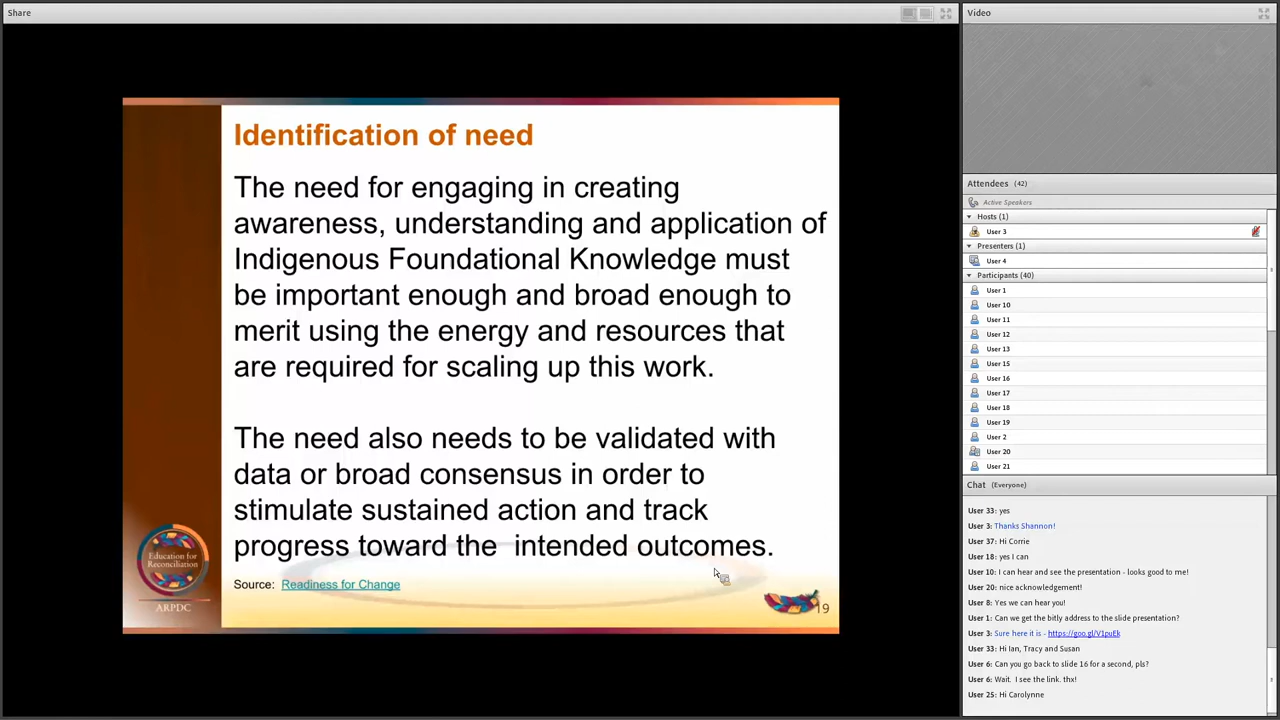 Share
Identification of need
The need for engaging in creating
awareness, understanding and application of
Indigenous Foundational Knowledge must
be important enough and broad enough to
merit using the energy and resources that
are required for scaling up this work.
The need also needs to be validated with
data or broad consensus in order to
stimulate sustained action and track
progress toward the intended outcomes.
Source: Readiness for Change
Education for
Reconciliation
ARPDC
19
Video
Attendees (42)
Active Speakers
Hosts (1)
User 3
Presenters (1)
User 4
Participants (40)
User 1
User 10
User 11
User 12
User 13
User 15
User 16
User 17
User 18
User 19
User 2
User 20
User 21
Chat (Everyone)
User 33: yes
User 3: Thanks Shannon!
User 37: Hi Corrie
User 18: yes I can
User 10: I can hear and see the presentation - looks good to me!
User 20: nice acknowledgement!
User 8: Yes we can hear you!
User 1: Can we get the bitly address to the slide presentation?
User 3: Sure here it is - https://goo.gl/V1puEk
User 33: Hi Ian, Tracy and Susan
User 6: Can you go back to slide 16 for a second, pls?
User 6: Wait. I see the link. thx!
User 25: Hi Carolynne